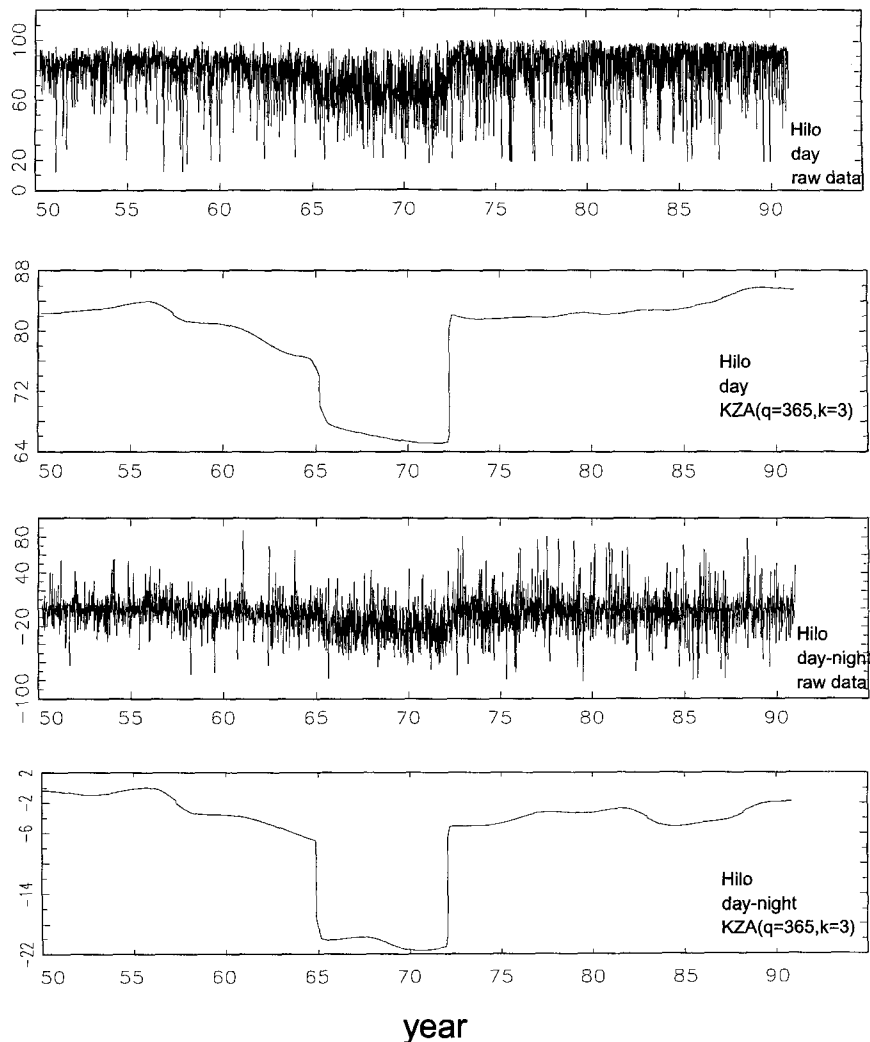 100
60
20
0
Hilo
day
raw data
50 55 60 65 70 75 80 85 90
88
80
72
64
Hilo
day
KZA(q=365,k=3)
50 55 60 65 70 75 80 85 90
80
40
-20
-100
Hilo
day-night
raw data
50 55 60 65 70 75 80 85 90
2
-2
-6
-14
-22
Hilo
day-night
KZA(q=365,k=3)
50 55 60 65 70 75 80 85 90
year